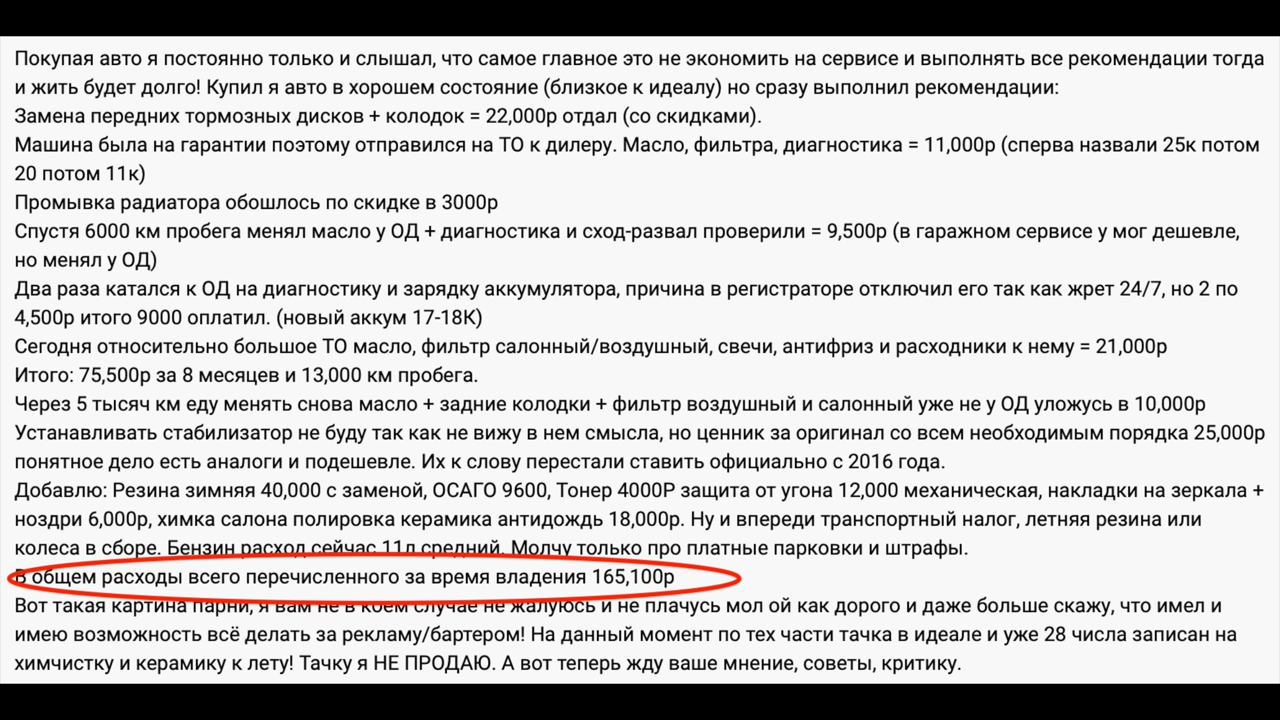 Покупая авто я постоянно только и слышал, что самое главное это не экономить на сервисе и выполнять все рекомендации тогда
и жить будет долго! Купил я авто в хорошем состояние (близкое к идеалу) но сразу выполнил рекомендации:
Замена передних тормозных дисков + колодок = 22,000р отдал (со скидками).
Машина была на гарантии поэтому отправился на ТО к дилеру. Масло, фильтра, диагностика = 11,000р (сперва назвали 25к потом
20 потом 11к)
Промывка радиатора обошлось по скидке в 3000р
Спустя 6000 км пробега менял масло у ОД + диагностика и сход-развал проверили = 9,500р (в гаражном сервисе у мог дешевле,
но менял у ОД)
Два раза катался к ОД на диагностику и зарядку аккумулятора, причина в регистраторе отключил его так как жрет 24/7, но 2 по
4,500р итого 9000 оплатил. (новый аккум 17-18К)
Сегодня относительно большое ТО масло, фильтр салонный/воздушный, свечи, антифриз и расходники к нему = 21,000р
Итого: 75,500р за 8 месяцев и 13,000 км пробега.
Через 5 тысяч км еду менять снова масло + задние колодки + фильтр воздушный и салонный уже не у ОД уложусь в 10,000р
Устанавливать стабилизатор не буду так как не вижу в нем смысла, но ценник за оригинал со всем необходимым порядка 25,000р
понятное дело есть аналоги и подешевле. Их к слову перестали ставить официально с 2016 года.
Добавлю: Резина зимняя 40,000 с заменой, ОСАГО 9600, Тонер 4000Р защита от угона 12,000 механическая, накладки на зеркала +
ноздри 6,000р, химка салона полировка керамика антидождь 18,000р. Ну и впереди транспортный налог, летняя резина или
колеса в сборе. Бензин расход сейчас 11л средний. Молчу только про платные парковки и штрафы.
В общем расходы всего перечисленного за время владения 165,100р
Вот такая картина парни, я вам не в коем случае не жалуюсь и не плачусь мол ой как дорого и даже больше скажу, что имел и
имею возможность всё делать за рекламу/бартером! На данный момент по тех части тачка в идеале и уже 28 числа записан на
химчистку и керамику к лету! Тачку я НЕ ПРОДАЮ. А вот теперь жду ваше мнение, советы, критику.